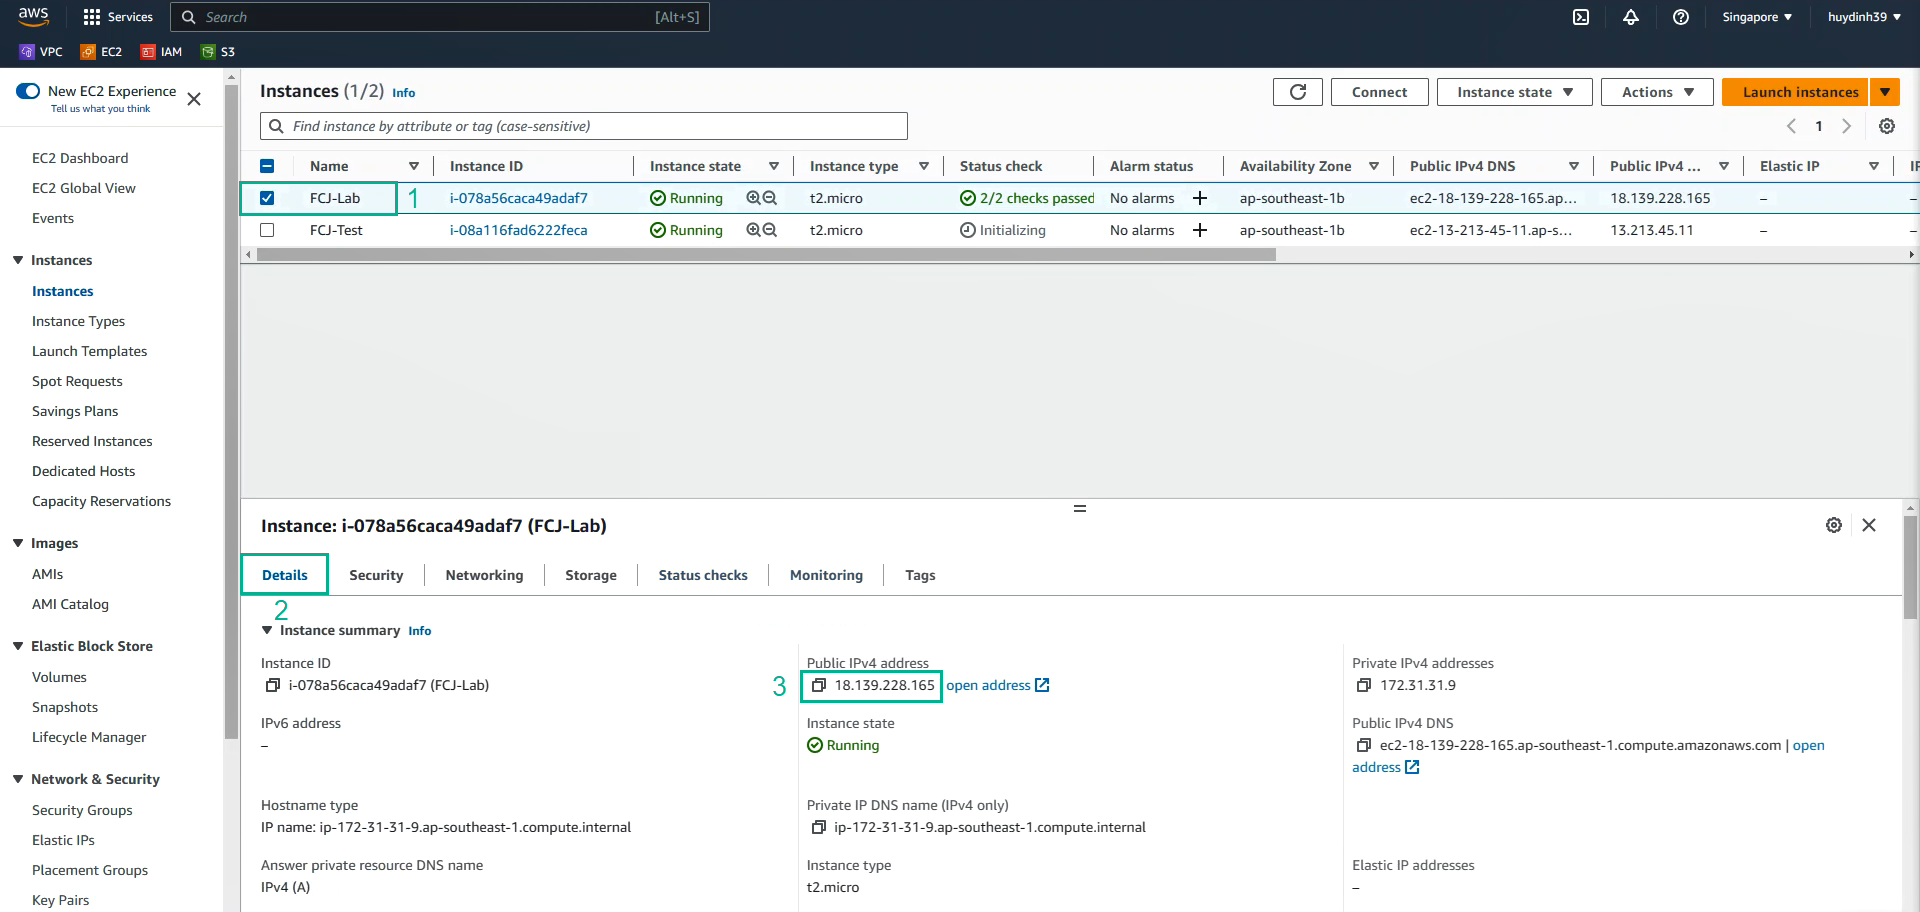 aws Services Search [Alt+S] Singapore huydinh39
VPC EC2 IAM S3
New EC2 Experience
Tell us what you think
EC2 Dashboard
EC2 Global View
Events
Instances
Instances
Instance Types
Launch Templates
Spot Requests
Savings Plans
Reserved Instances
Dedicated Hosts
Capacity Reservations
Images
AMIs
AMI Catalog
Elastic Block Store
Volumes
Snapshots
Lifecycle Manager
Network & Security
Security Groups
Elastic IPs
Placement Groups
Key Pairs
Instances (1/2) Info Connect Instance state Actions Launch instances
Find instance by attribute or tag (case-sensitive) 1
Name Instance ID Instance state Instance type Status check Alarm status Availability Zone Public IPv4 DNS Public IPv4 ... Elastic IP
FCJ-Lab 1 i-078a56caca49adaf7 Running t2.micro 2/2 checks passed No alarms + ap-southeast-1b ec2-18-139-228-165.ap... 18.139.228.165 – –
FCJ-Test i-08a116fad6222feca Running t2.micro Initializing No alarms + ap-southeast-1b ec2-13-213-45-11.ap-s... 13.213.45.11 – –
Instance: i-078a56caca49adaf7 (FCJ-Lab)
Details Security Networking Storage Status checks Monitoring Tags
2
Instance summary Info
Instance ID
i-078a56caca49adaf7 (FCJ-Lab)
Public IPv4 address
3 18.139.228.165 open address
Private IPv4 addresses
172.31.31.9
IPv6 address
–
Instance state
Running
Public IPv4 DNS
ec2-18-139-228-165.ap-southeast-1.compute.amazonaws.com | open
address
Hostname type
IP name: ip-172-31-31-9.ap-southeast-1.compute.internal
Private IP DNS name (IPv4 only)
ip-172-31-31-9.ap-southeast-1.compute.internal
Answer private resource DNS name
IPv4 (A)
Instance type
t2.micro
Elastic IP addresses
–